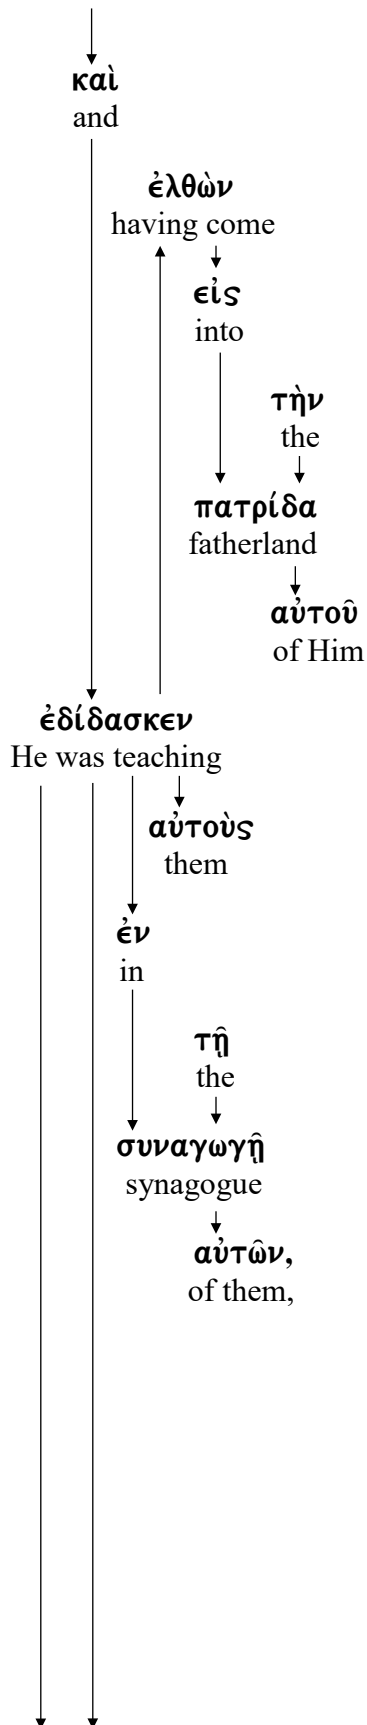 καὶ
and
ἐλθὼν
having come
εἰς
into
τὴν
the
πατρίδα
fatherland
αὐτοῦ
of Him
ἐδίδασκεν
He was teaching
αὐτοὺς
them
ἐν
in
τῇ
the
συναγωγῇ
synagogue
αὐτῶν,
of them,